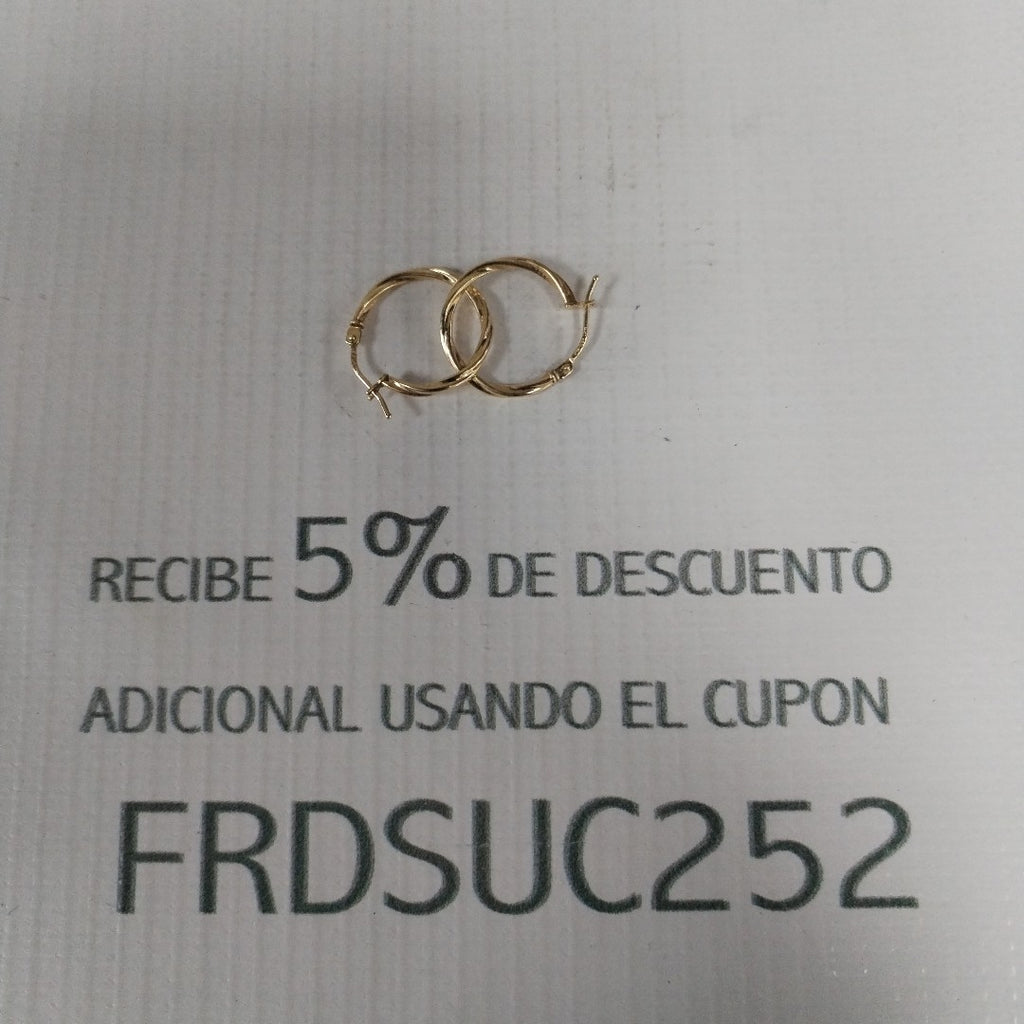 RECIBE 5% DE DESCUENTO
ADICIONAL USANDO EL CUPON
FRDSUC252